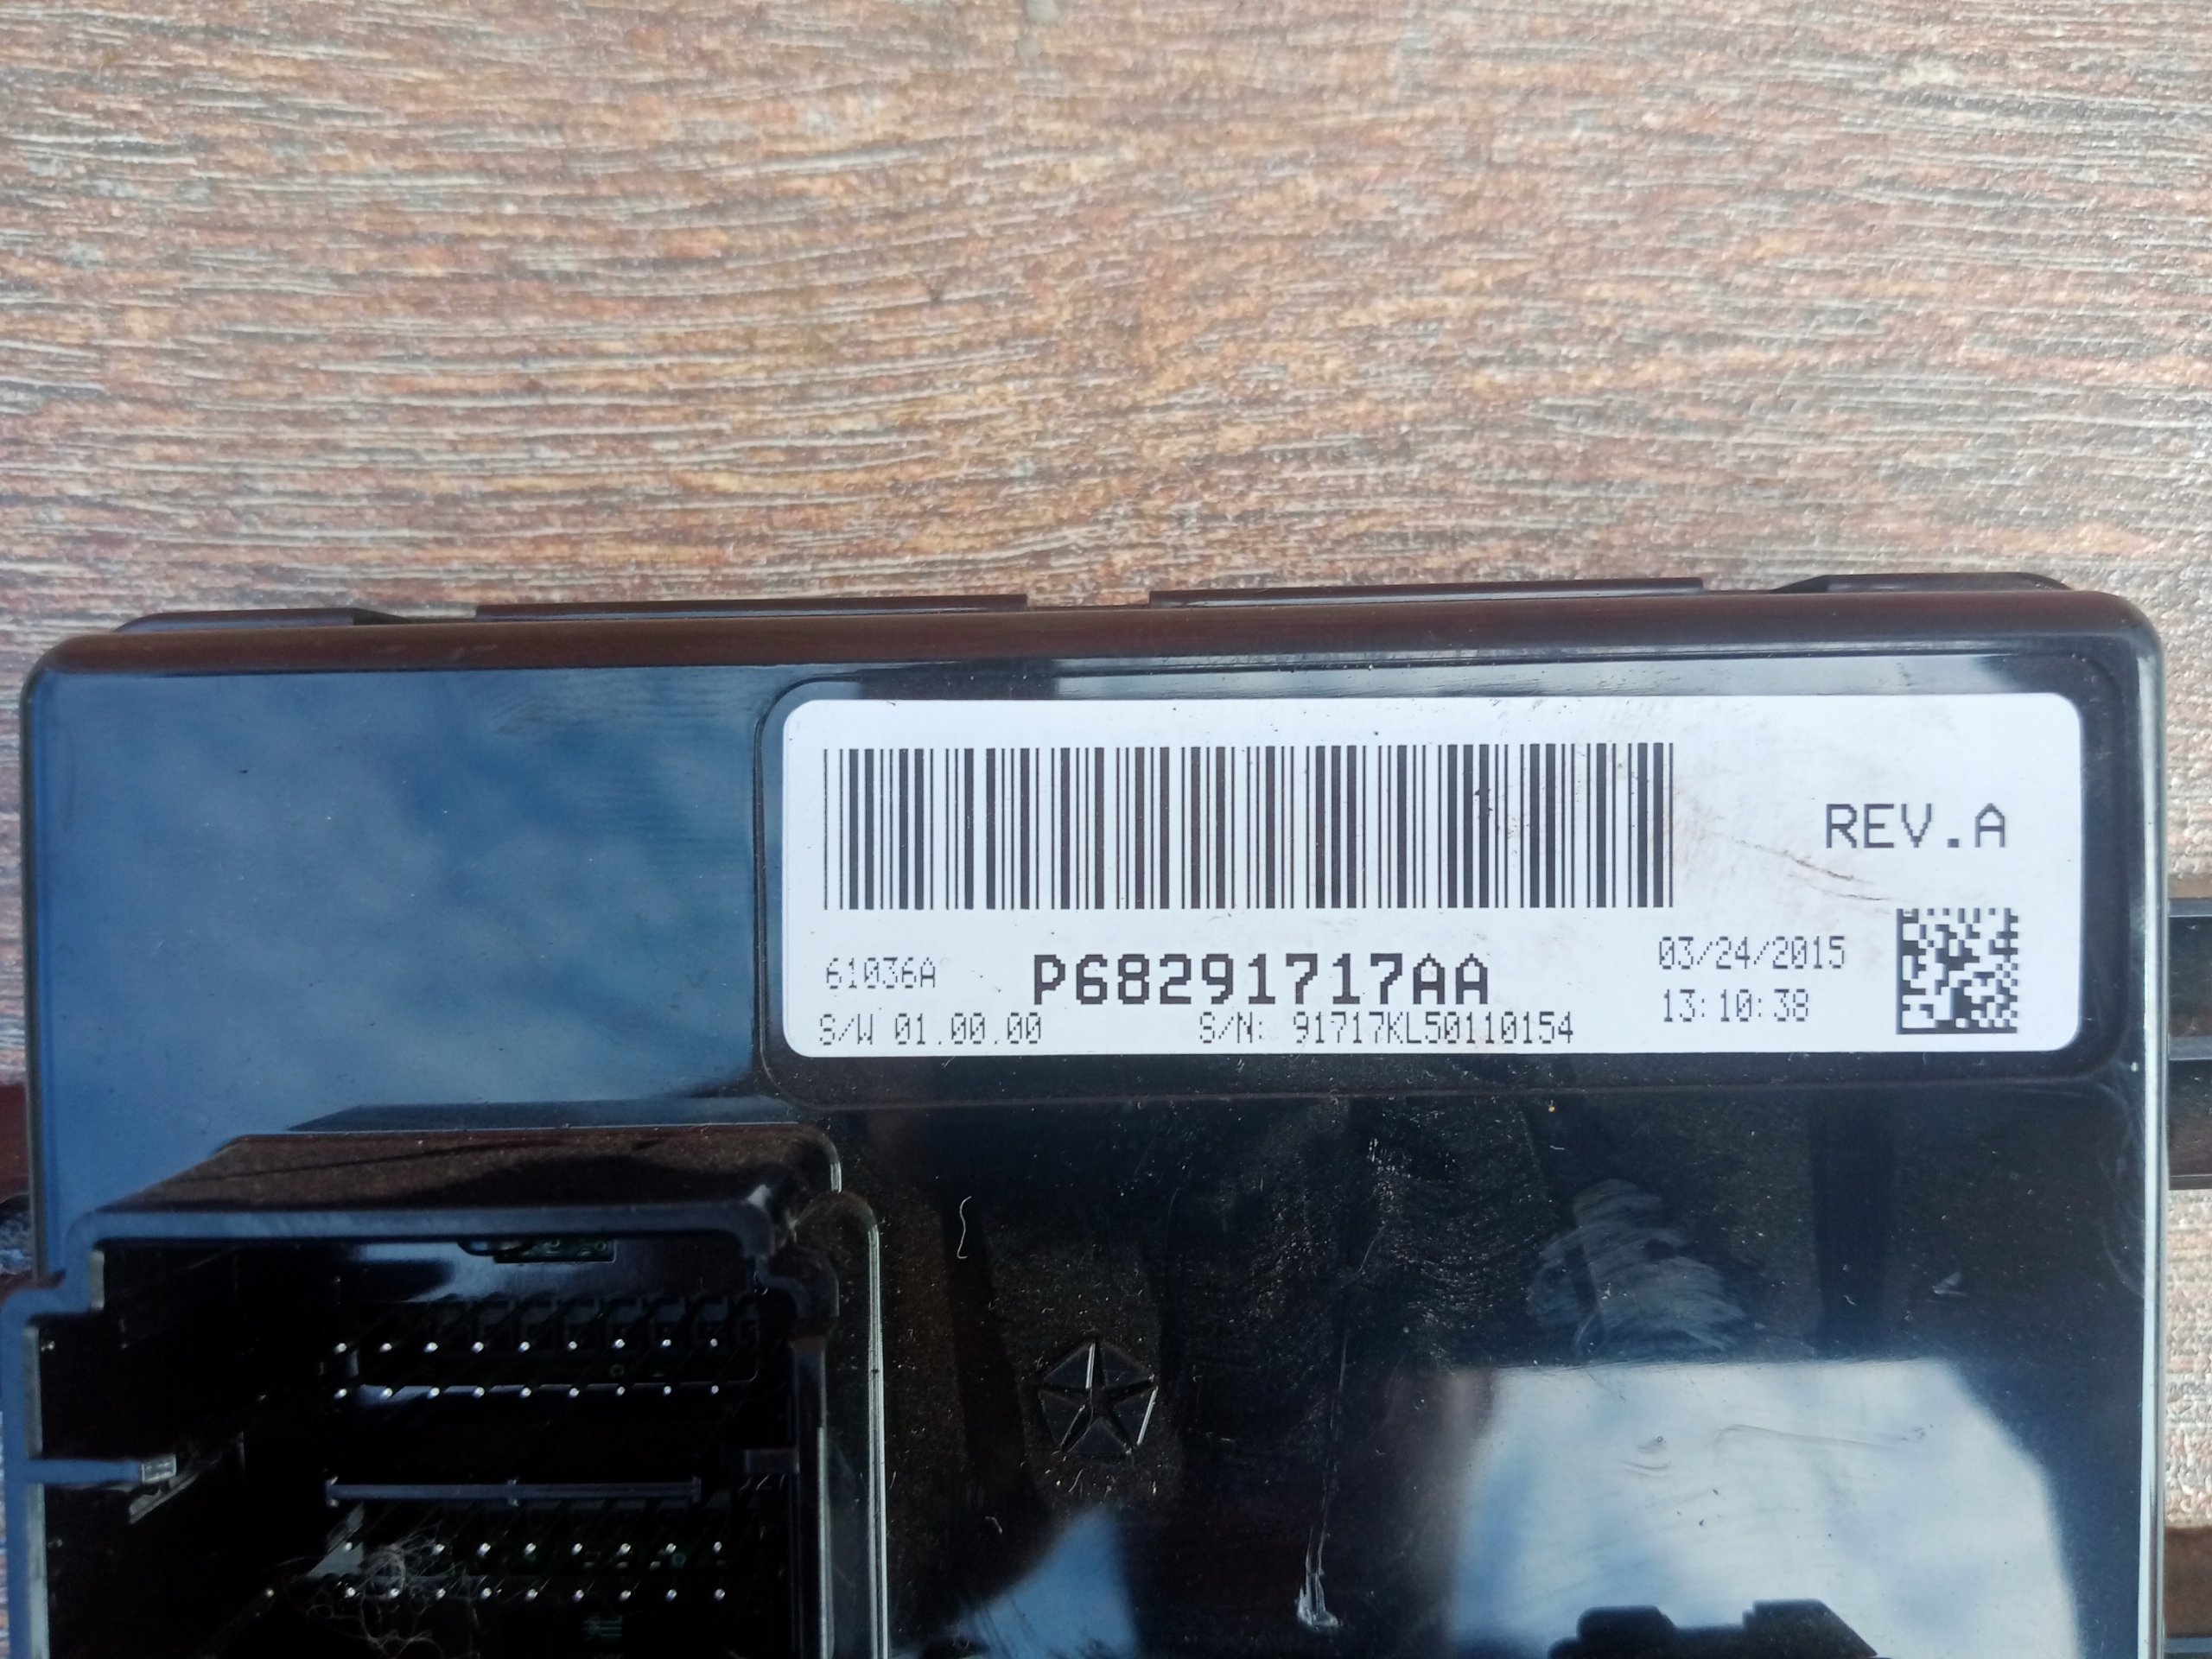 REV.A
61036A P68291717AA 03/24/2015
S/W 01.00.00 S/N: 91717KL50110154 13:10:38